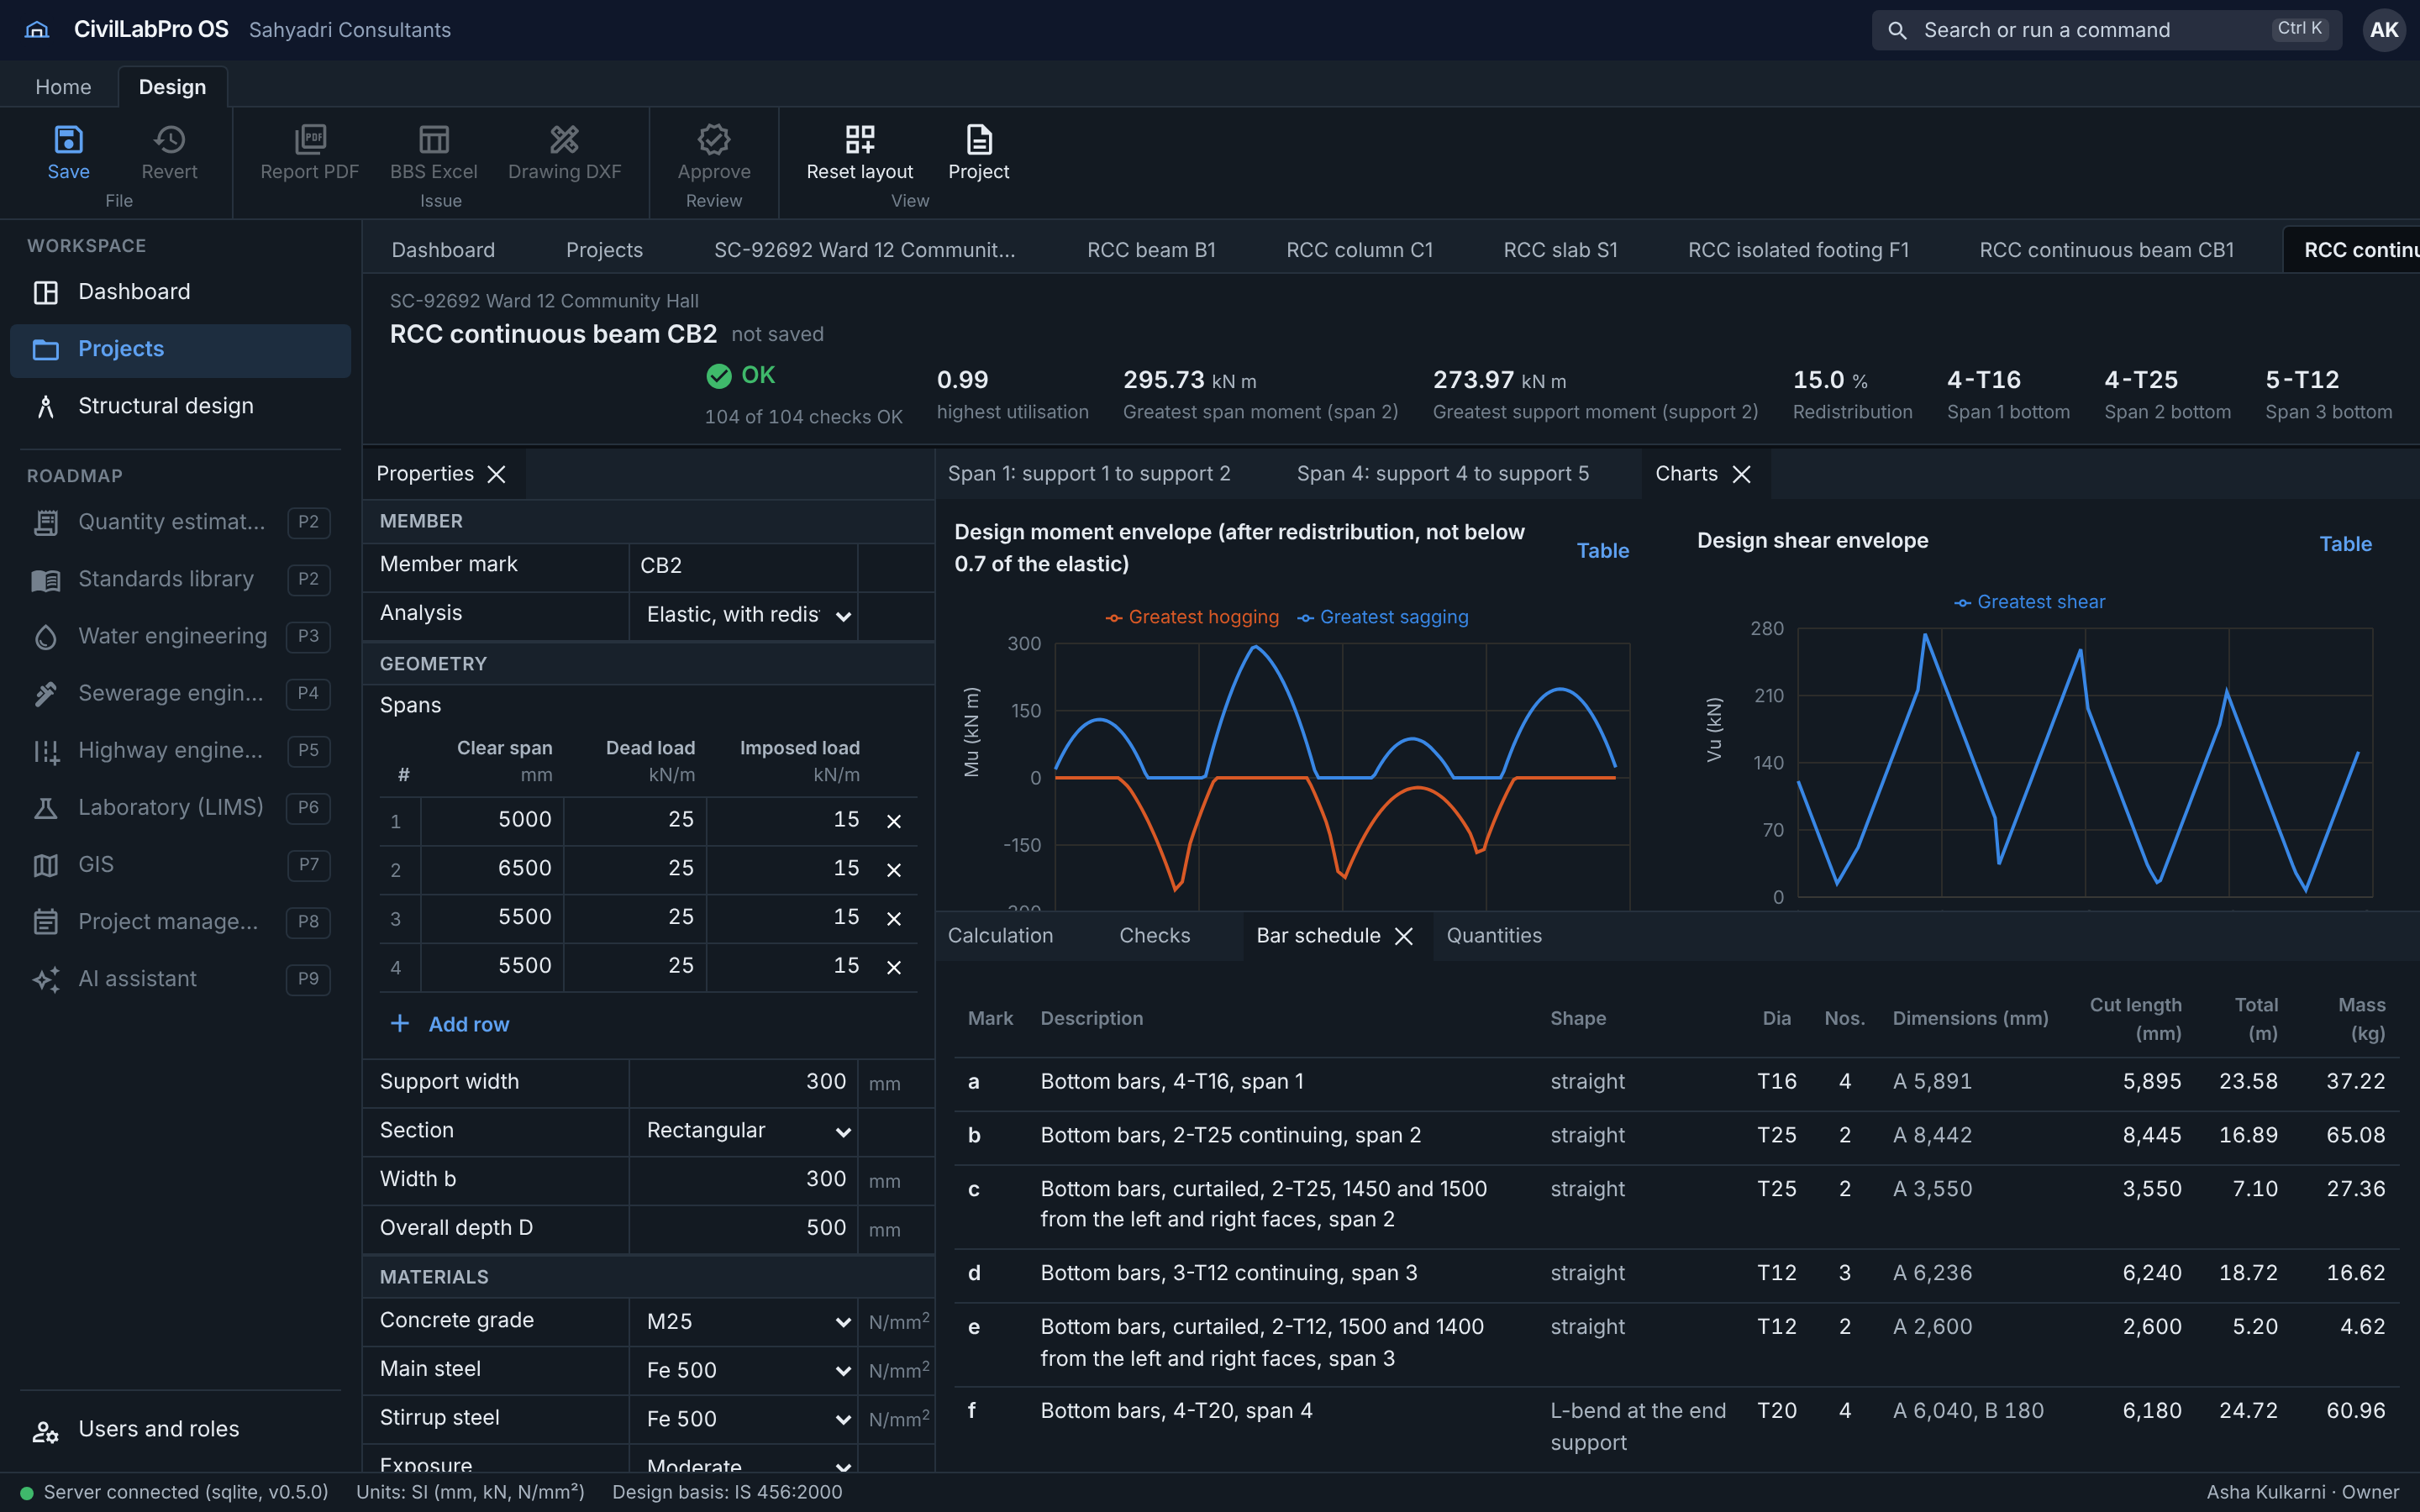 CivilLabPro OS Sahyadri Consultants Search or run a command Ctrl K AK
Home Design
Save Revert Report PDF BBS Excel Drawing DXF Approve Reset layout Project
File Issue Review View
WORKSPACE
Dashboard
Projects
Structural design
ROADMAP
Quantity estimat... P2
Standards library P2
Water engineering P3
Sewerage engin... P4
Highway engine... P5
Laboratory (LIMS) P6
GIS P7
Project manage... P8
AI assistant P9
Users and roles
Dashboard Projects SC-92692 Ward 12 Communit... RCC beam B1 RCC column C1 RCC slab S1 RCC isolated footing F1 RCC continuous beam CB1 RCC continu
SC-92692 Ward 12 Community Hall
RCC continuous beam CB2 not saved
OK 0.99 295.73 kN m 273.97 kN m 15.0 % 4-T16 4-T25 5-T12
104 of 104 checks OK highest utilisation Greatest span moment (span 2) Greatest support moment (support 2) Redistribution Span 1 bottom Span 2 bottom Span 3 bottom
Properties
MEMBER
Member mark CB2
Analysis Elastic, with redis
GEOMETRY
Spans
# Clear span mm Dead load kN/m Imposed load kN/m
1 5000 25 15
2 6500 25 15
3 5500 25 15
4 5500 25 15
Add row
Support width 300 mm
Section Rectangular
Width b 300 mm
Overall depth D 500 mm
MATERIALS
Concrete grade M25 N/mm²
Main steel Fe 500 N/mm²
Stirrup steel Fe 500 N/mm²
Exposure Moderate
Span 1: support 1 to support 2 Span 4: support 4 to support 5 Charts
Design moment envelope (after redistribution, not below
0.7 of the elastic)
Table
Greatest hogging Greatest sagging
Mu (kN m)
300
150
0
-150
Design shear envelope
Table
Greatest shear
Vu (kN)
280
210
140
70
0
Calculation Checks Bar schedule Quantities
Mark Description Shape Dia Nos. Dimensions (mm) Cut length (mm) Total (m) Mass (kg)
a Bottom bars, 4-T16, span 1 straight T16 4 A 5,891 5,895 23.58 37.22
b Bottom bars, 2-T25 continuing, span 2 straight T25 2 A 8,442 8,445 16.89 65.08
c Bottom bars, curtailed, 2-T25, 1450 and 1500 straight T25 2 A 3,550 3,550 7.10 27.36
from the left and right faces, span 2
d Bottom bars, 3-T12 continuing, span 3 straight T12 3 A 6,236 6,240 18.72 16.62
e Bottom bars, curtailed, 2-T12, 1500 and 1400 straight T12 2 A 2,600 2,600 5.20 4.62
from the left and right faces, span 3
f Bottom bars, 4-T20, span 4 L-bend at the end T20 4 A 6,040, B 180 6,180 24.72 60.96
support
Server connected (sqlite, v0.5.0) Units: SI (mm, kN, N/mm²) Design basis: IS 456:2000 Asha Kulkarni · Owner